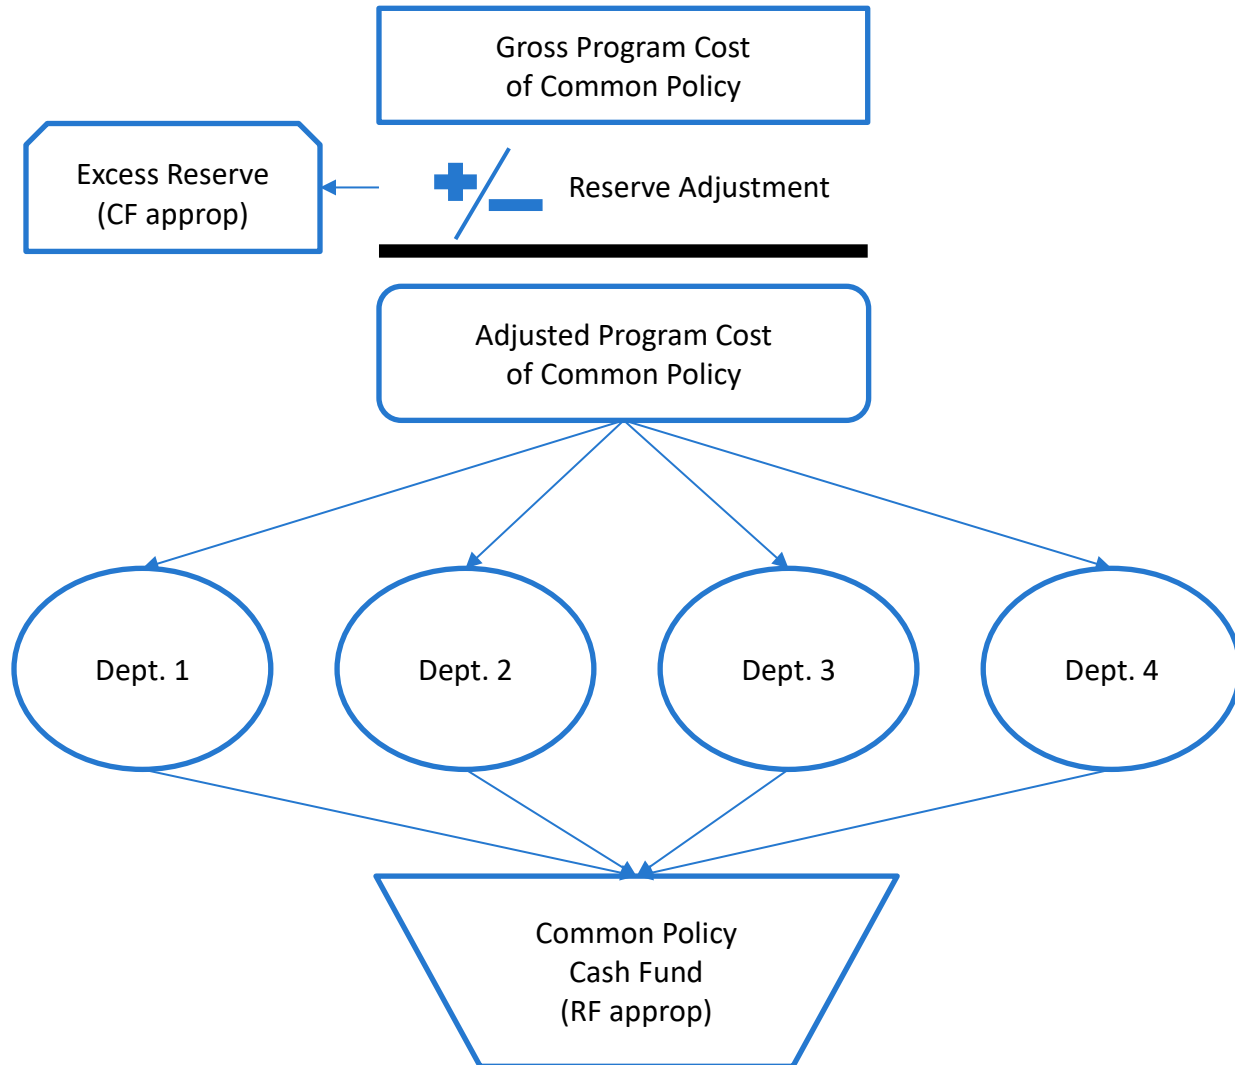 Gross Program Cost
of Common Policy
Excess Reserve
(CF approp)
Reserve Adjustment
Adjusted Program Cost
of Common Policy
Dept. 1
Dept. 2
Dept. 3
Dept. 4
Common Policy
Cash Fund
(RF approp)